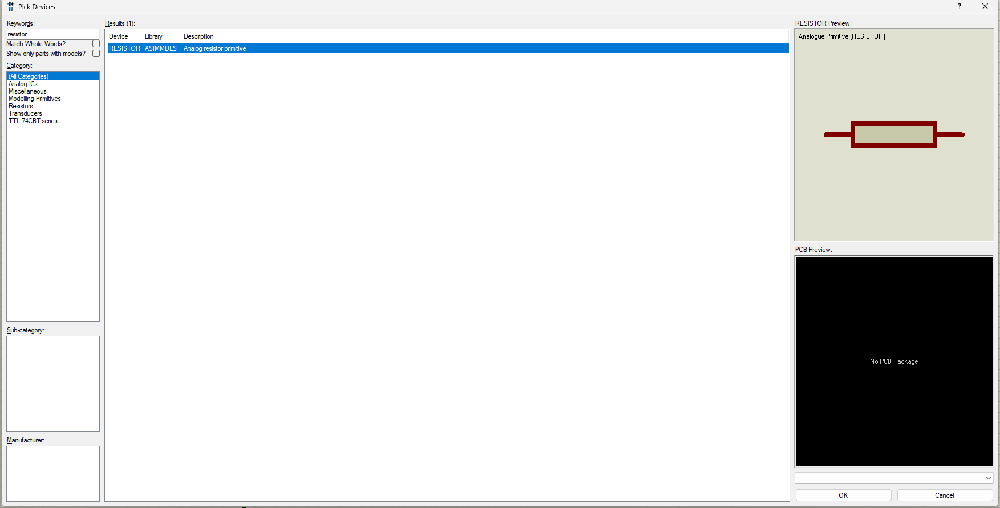 Pick Devices
?
Keywords:
resistor
Match Whole Words?
Show only parts with models?
Category:
(All Categories)
Analog ICs
Miscellaneous
Modelling Primitives
Resistors
Transducers
TTL 74CBT series
Sub-category:
Manufacturer:
Results (1):
Device Library Description
RESISTOR ASIMMDLS Analog resistor primitive
RESISTOR Preview:
Analogue Primitive [RESISTOR]
PCB Preview:
No PCB Package
OK Cancel